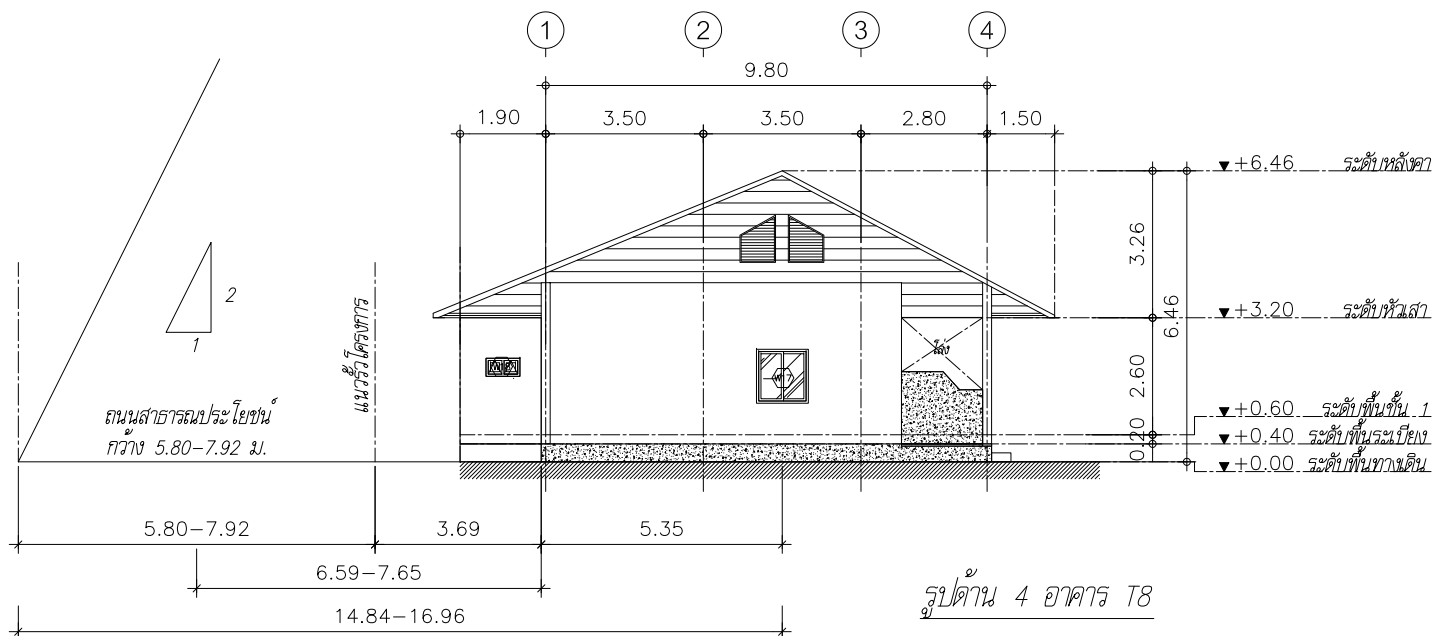 1 2 3 4
9.80
1.90 3.50 3.50 2.80 1.50
+6.46 ระดับหลังคา
3.26
6.46
2
1
+3.20 ระดับหัวเสา
แนวรั้วโครงการ
โล่ง
2.60
ถนนสาธารณประโยชน์
กว้าง 5.80-7.92 ม.
+0.60 ระดับพื้นชั้น 1
0.20
+0.40 ระดับพื้นระเบียง
+0.00 ระดับพื้นทางเดิน
5.80-7.92 3.69 5.35
6.59-7.65
14.84-16.96
รูปด้าน 4 อาคาร T8